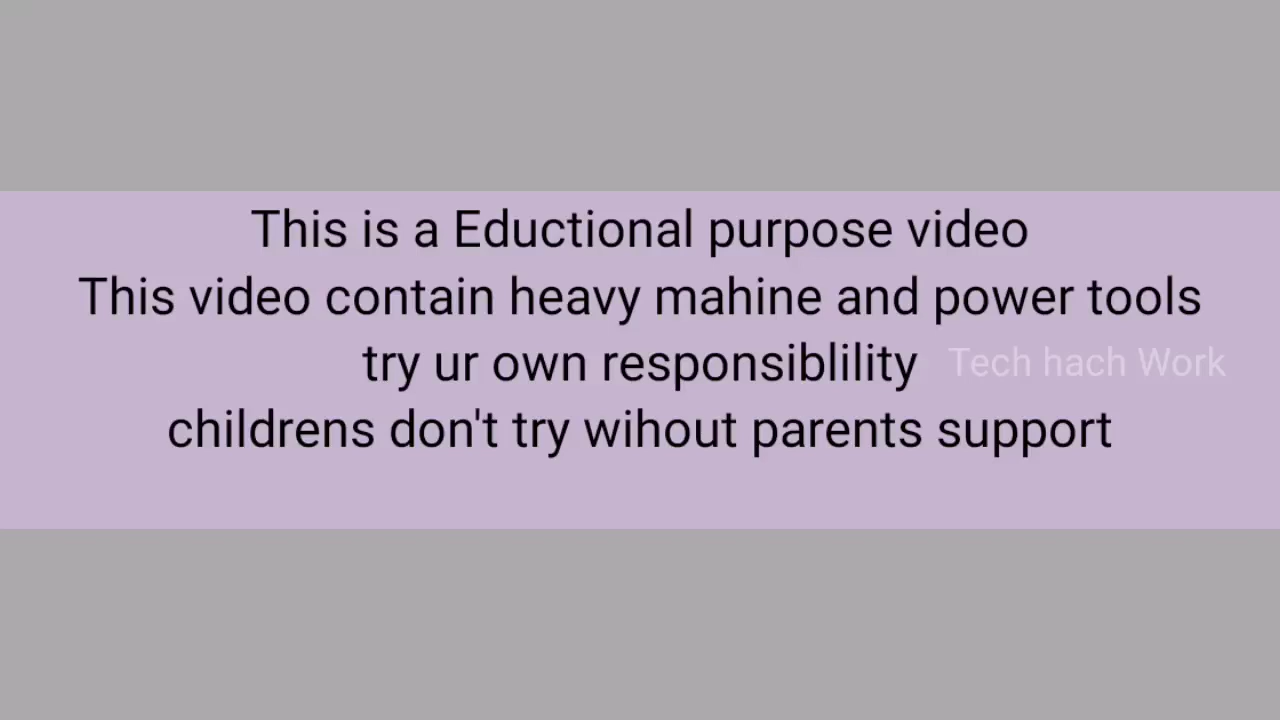 This is a Eductional purpose video
This video contain heavy mahine and power tools
try ur own responsiblility
Tech hach Work
childrens don't try wihout parents support